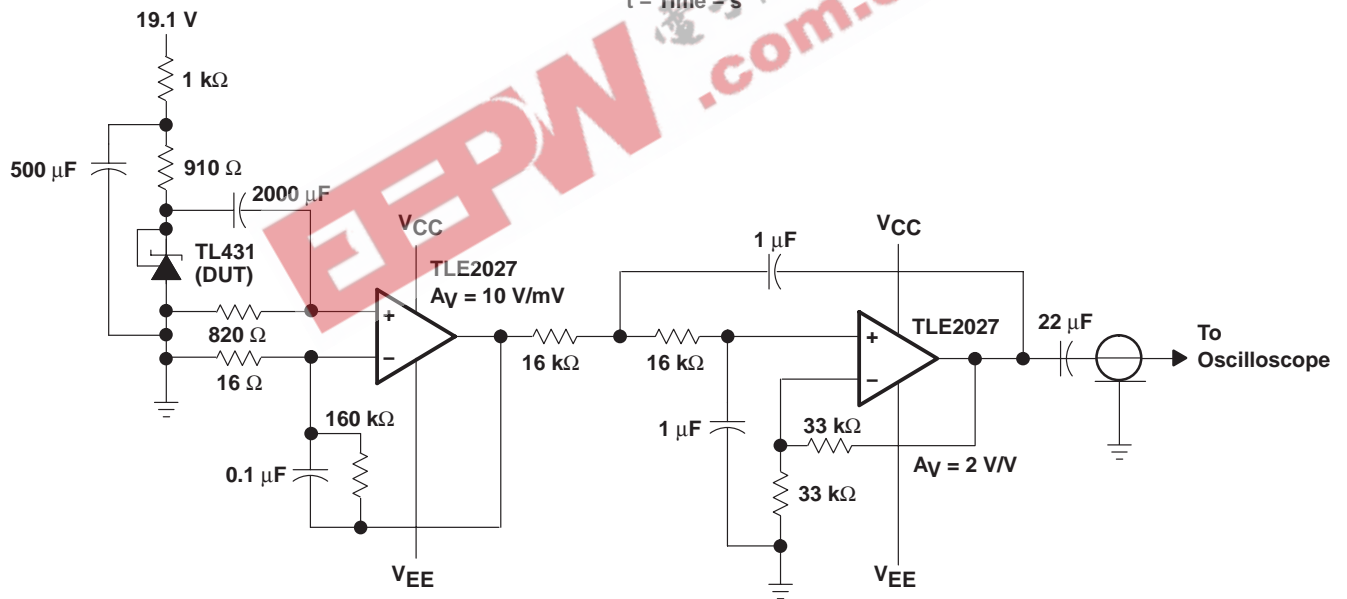 t – Time – s
19.1 V
1 kΩ
500 μF
910 Ω
2000 μF
TL431
(DUT)
820 Ω
16 Ω
160 kΩ
0.1 μF
VCC
TLE2027
AV = 10 V/mV
+
–
VEE
16 kΩ
16 kΩ
1 μF
1 μF
VCC
TLE2027
+
–
33 kΩ
33 kΩ
AV = 2 V/V
VEE
22 μF
To
Oscilloscope
EEPW